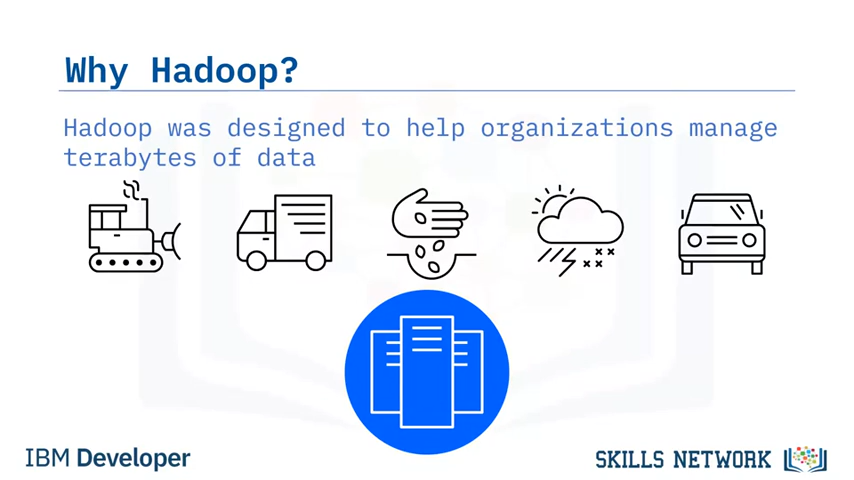 Why Hadoop?
Hadoop was designed to help organizations manage
terabytes of data
IBM Developer
SKILLS NETWORK